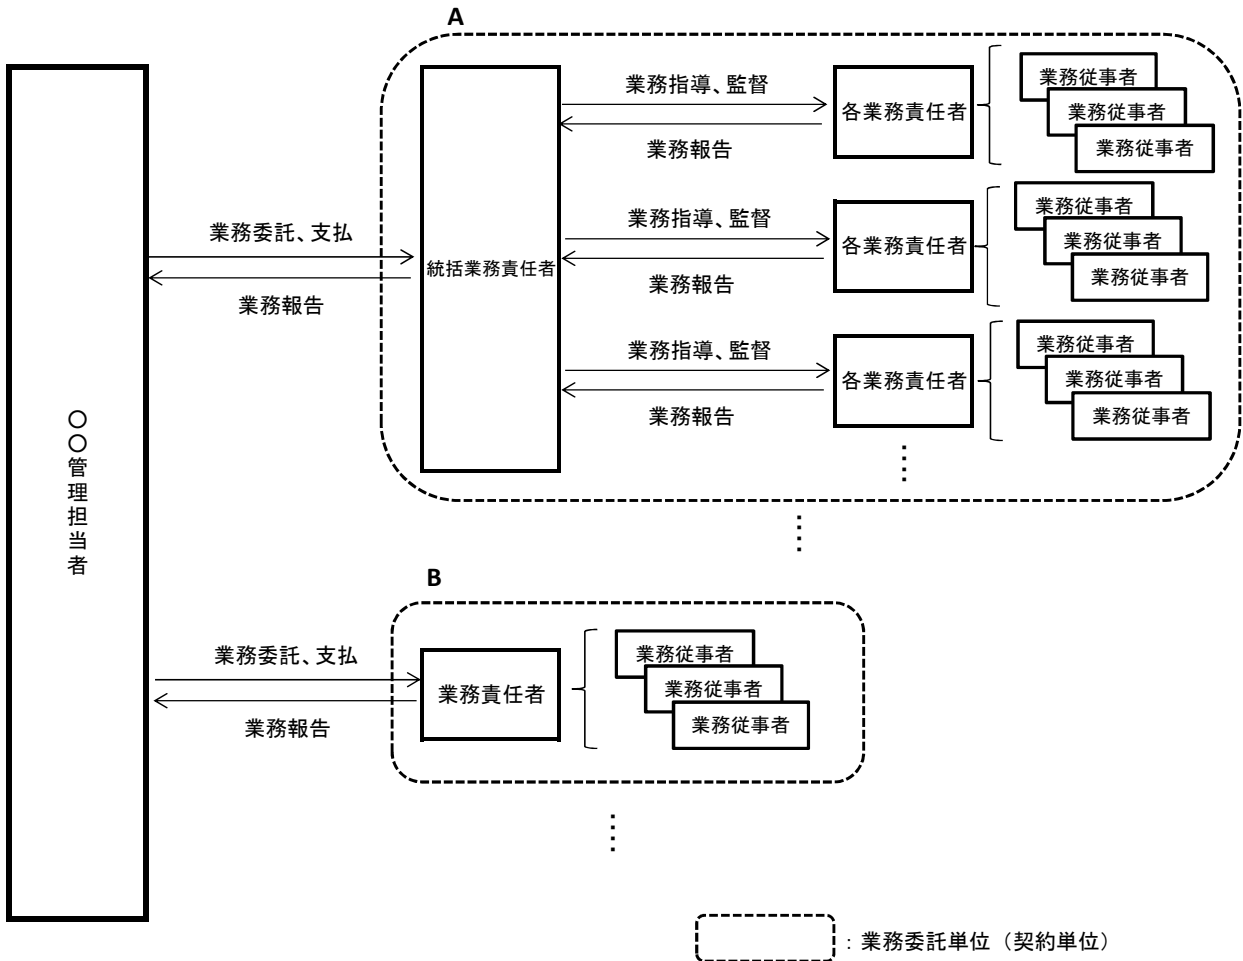 A
業務指導、監督
業務報告
各業務責任者
業務従事者
業務従事者
業務従事者
業務委託、支払
業務報告
統括業務責任者
業務指導、監督
業務報告
各業務責任者
業務従事者
業務従事者
業務従事者
業務指導、監督
業務報告
各業務責任者
業務従事者
業務従事者
業務従事者
〇〇管理担当者
B
業務委託、支払
業務報告
業務責任者
業務従事者
業務従事者
業務従事者
：業務委託単位（契約単位）